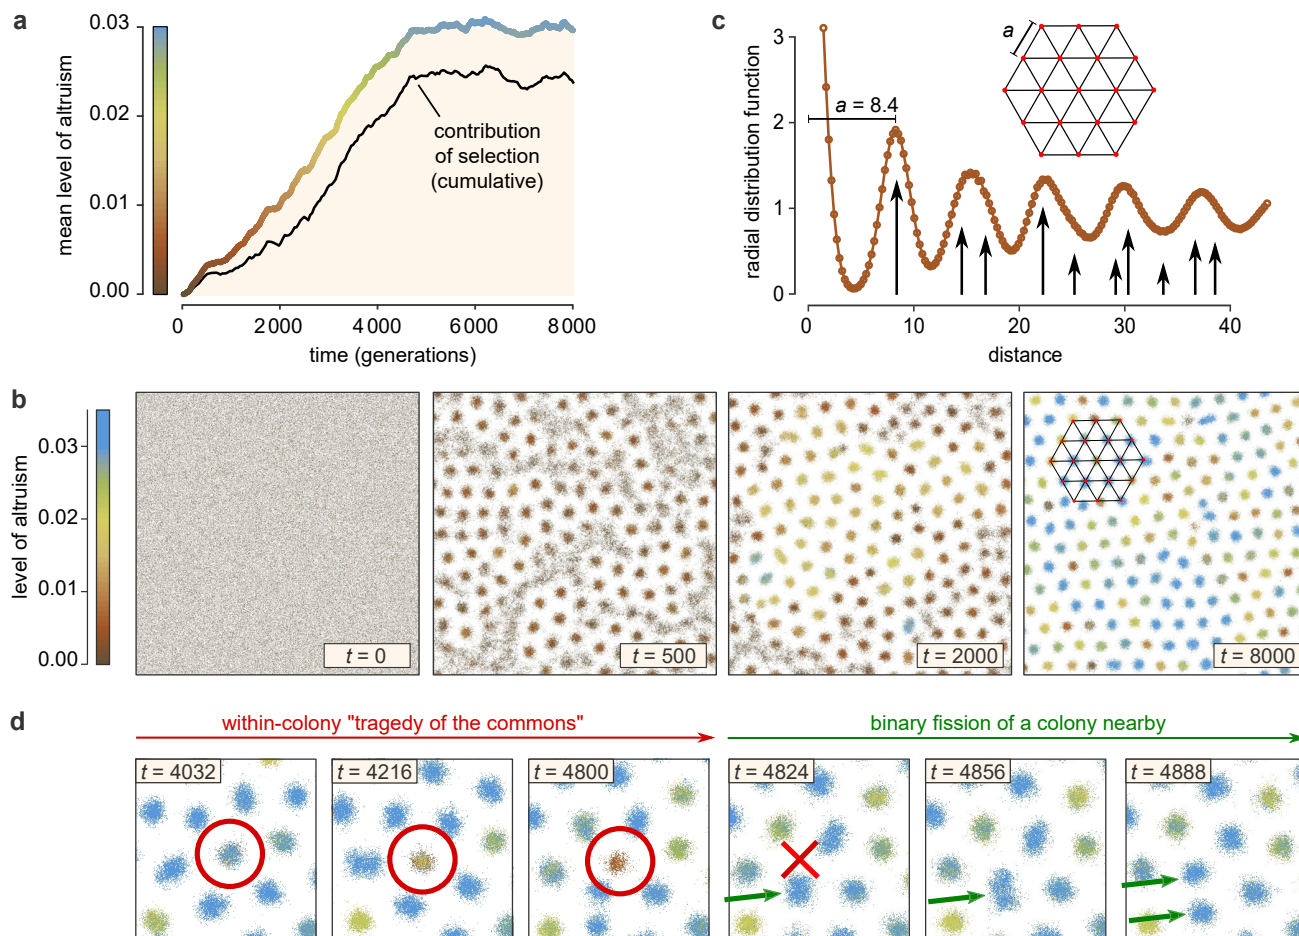 a
0.03
0.02
0.01
0.00
mean level of altruism
contribution
of selection
(cumulative)
0
2000
4000
6000
8000
time (generations)
c
3
2
1
0
radial distribution function
a = 8.4
a
0
10
20
30
40
distance
b
0.03
0.02
0.01
0.00
level of altruism
t = 0
t = 500
t = 2000
t = 8000
d
within-colony "tragedy of the commons"
binary fission of a colony nearby
t = 4032
t = 4216
t = 4800
t = 4824
t = 4856
t = 4888